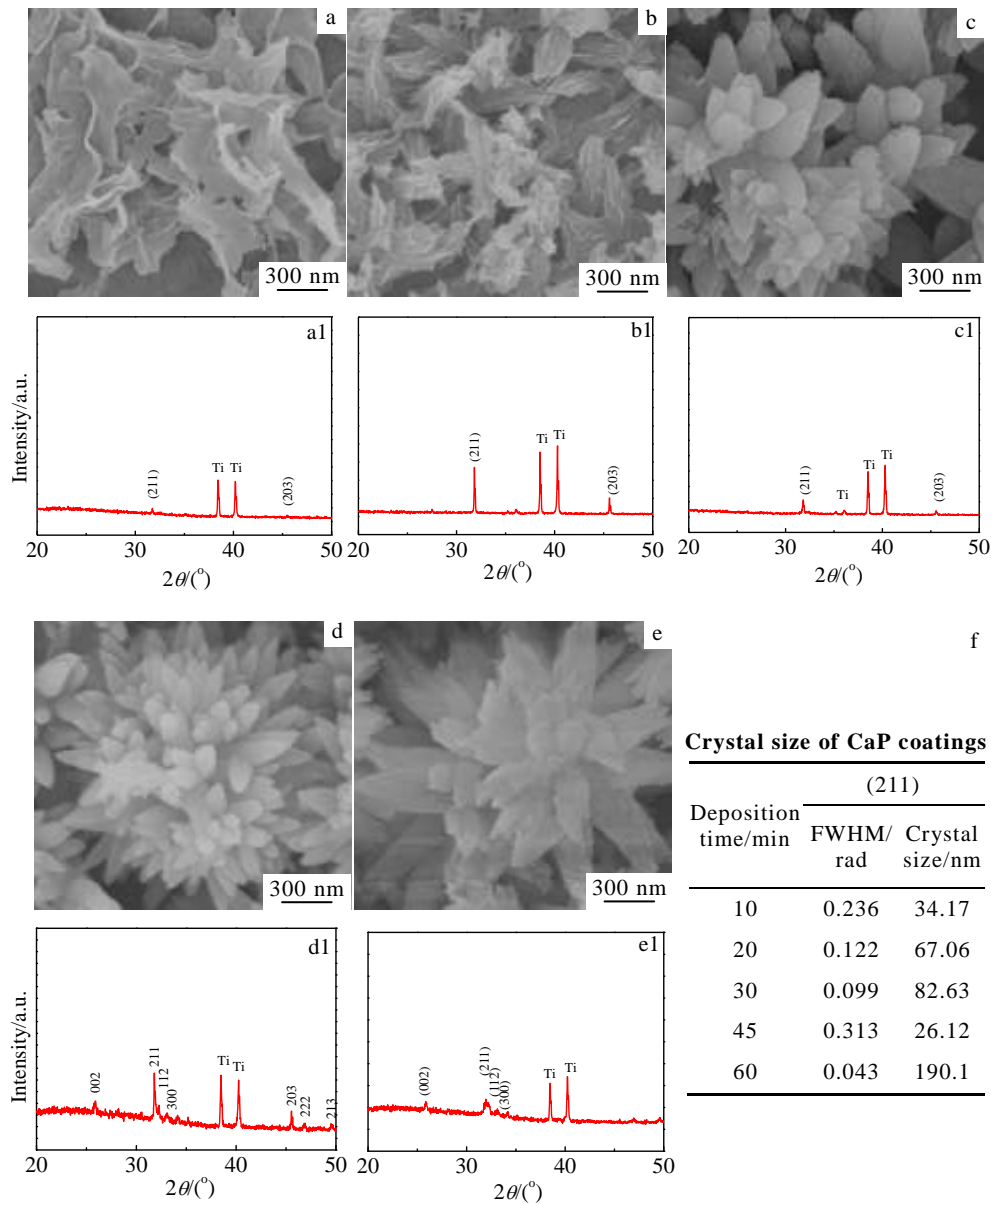 a
b
c
300 nm
300 nm
300 nm
a1
b1
c1
Intensity/a.u.
(211)
Ti
Ti
(203)
(211)
Ti
Ti
(203)
(211)
Ti
Ti
Ti
(203)
20
30
40
50
20
30
40
50
20
30
40
50
2θ/(°)
2θ/(°)
2θ/(°)
d
e
f
300 nm
300 nm
Crystal size of CaP coatings
(211)
Deposition
time/min
FWHM/
rad
Crystal
size/nm
10 0.236 34.17
20 0.122 67.06
30 0.099 82.63
45 0.313 26.12
60 0.043 190.1
d1
e1
Intensity/a.u.
002
211
112
300
Ti
Ti
203
222
213
(002)
(211)
(112)
(300)
Ti
Ti
20
30
40
50
20
30
40
50
2θ/(°)
2θ/(°)